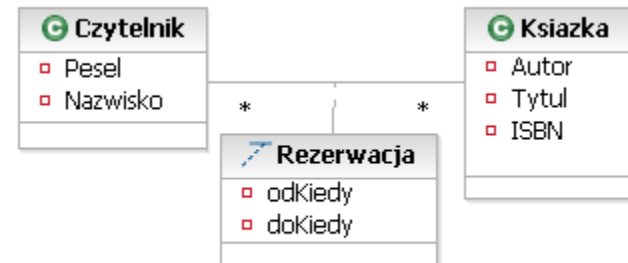 Czytelnik
Pesel
Nazwisko
Ksiazka
Autor
Tytul
ISBN
* *
Rezerwacja
odKiedy
doKiedy